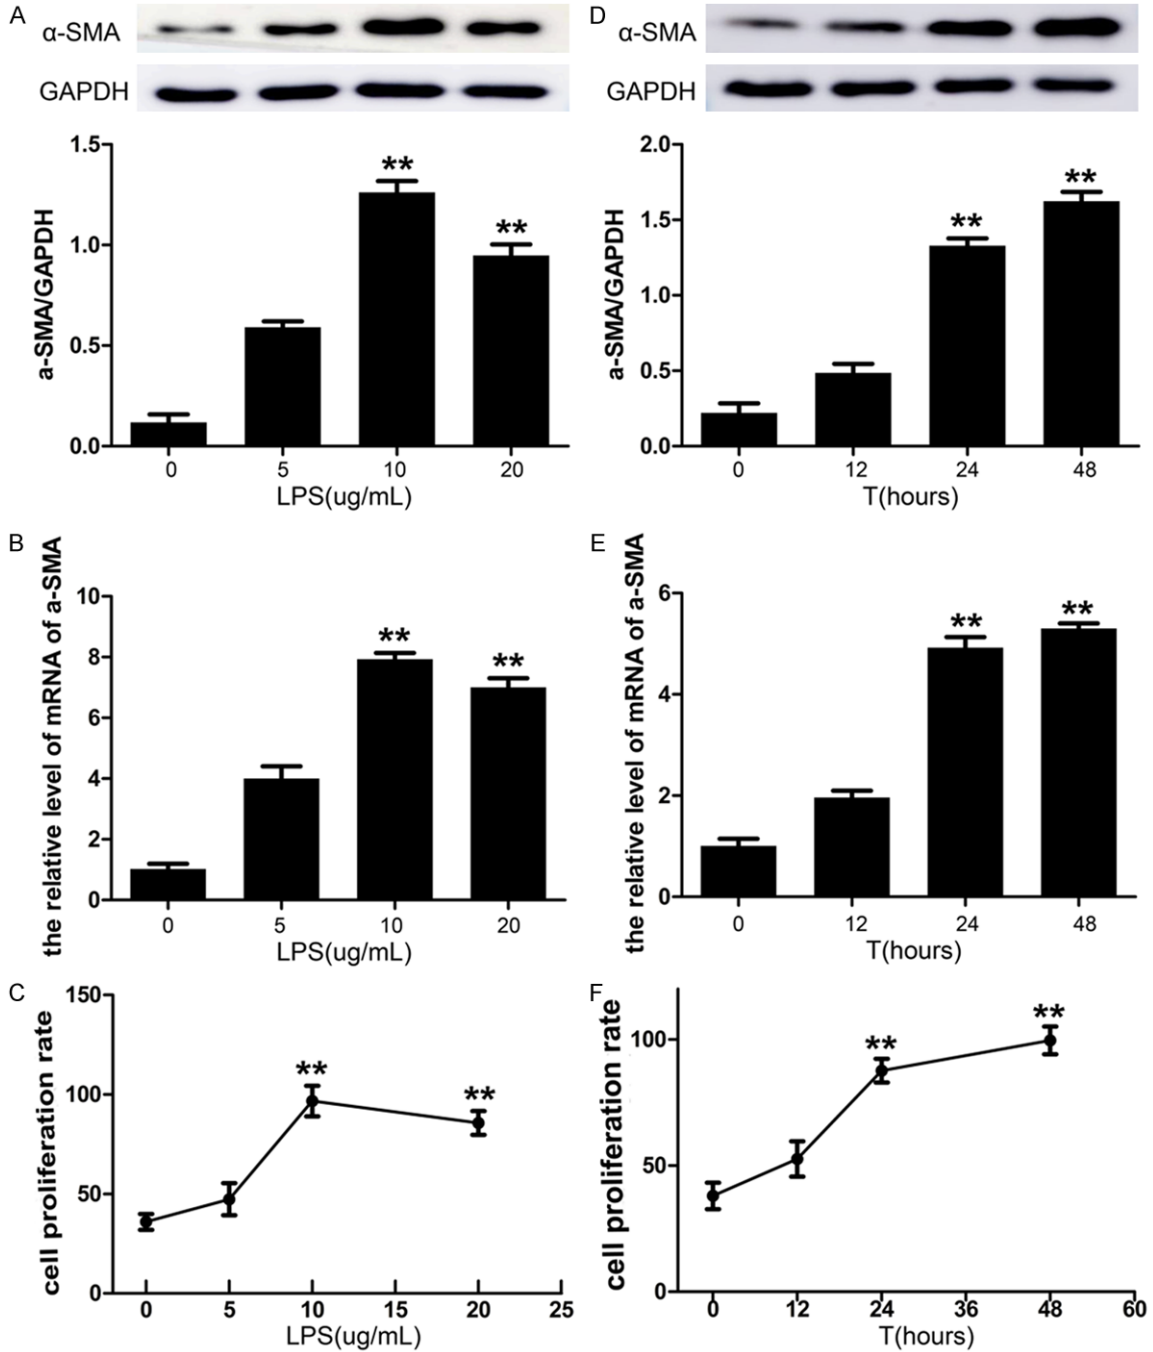 A
α-SMA
GAPDH
1.5
1.0
0.5
0.0
a-SMA/GAPDH
**
**
0 5 10 20
LPS(ug/mL)
D
α-SMA
GAPDH
2.0
1.5
1.0
0.5
0.0
a-SMA/GAPDH
**
**
0 12 24 48
T(hours)
B
the relative level of mRNA of a-SMA
10
8
6
4
2
0
**
**
0 5 10 20
LPS(ug/mL)
E
the relative level of mRNA of a-SMA
6
4
2
0
**
**
0 12 24 48
T(hours)
C
cell proliferation rate
150
100
50
0
**
**
0 5 10 15 20 25
LPS(ug/mL)
F
cell proliferation rate
100
50
0
**
**
0 12 24 36 48 60
T(hours)